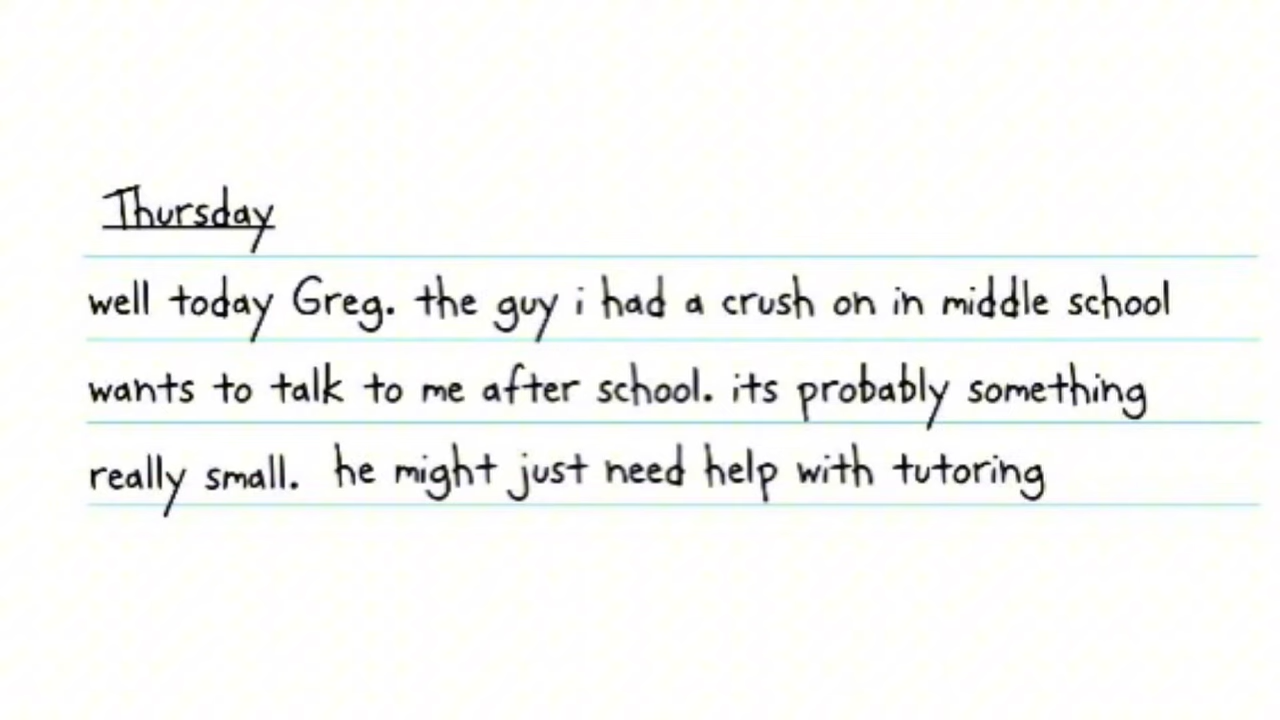 Thursday
well today Greg. the guy i had a crush on in middle school
wants to talk to me after school. its probably something
really small. he might just need help with tutoring